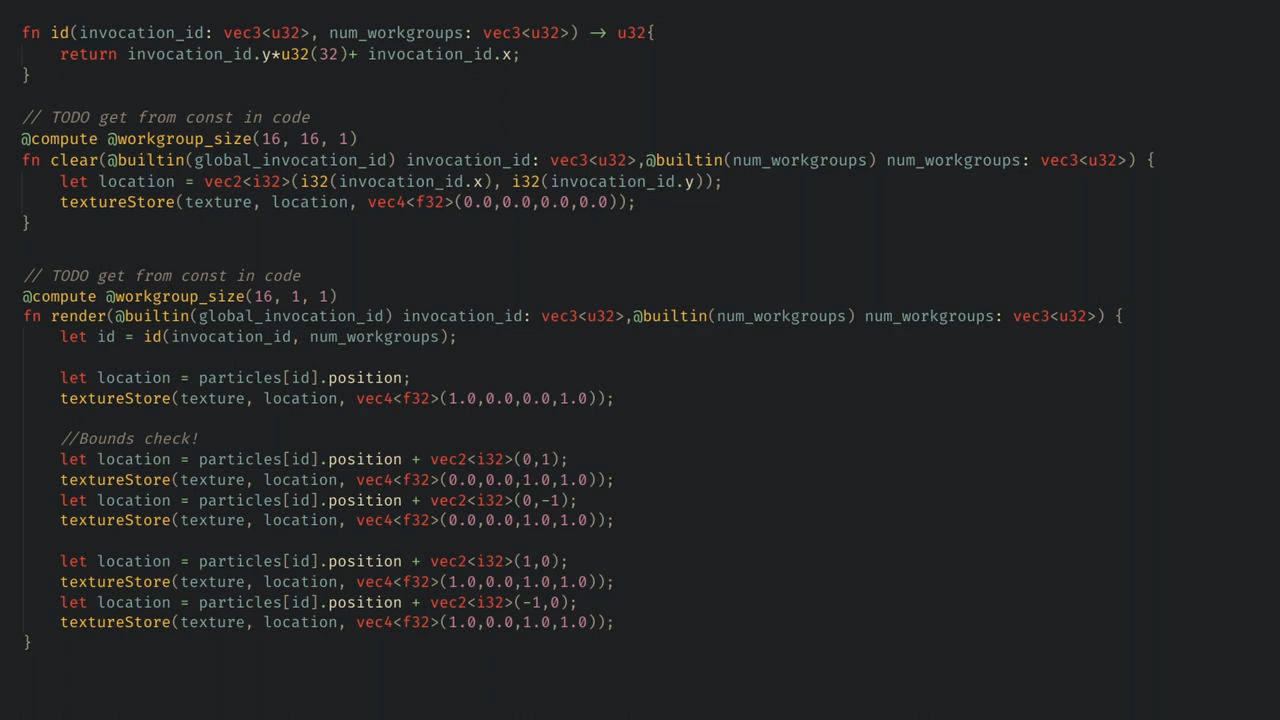 fn id(invocation_id: vec3<u32>, num_workgroups: vec3<u32>) -> u32{
    return invocation_id.y*u32(32)+ invocation_id.x;
}
// TODO get from const in code
@compute @workgroup_size(16, 16, 1)
fn clear(@builtin(global_invocation_id) invocation_id: vec3<u32>,@builtin(num_workgroups) num_workgroups: vec3<u32>) {
    let location = vec2<i32>(i32(invocation_id.x), i32(invocation_id.y));
    textureStore(texture, location, vec4<f32>(0.0,0.0,0.0,0.0));
}
// TODO get from const in code
@compute @workgroup_size(16, 1, 1)
fn render(@builtin(global_invocation_id) invocation_id: vec3<u32>,@builtin(num_workgroups) num_workgroups: vec3<u32>) {
    let id = id(invocation_id, num_workgroups);
    let location = particles[id].position;
    textureStore(texture, location, vec4<f32>(1.0,0.0,0.0,1.0));
    //Bounds check!
    let location = particles[id].position + vec2<i32>(0,1);
    textureStore(texture, location, vec4<f32>(0.0,0.0,1.0,1.0));
    let location = particles[id].position + vec2<i32>(0,-1);
    textureStore(texture, location, vec4<f32>(0.0,0.0,1.0,1.0));
    let location = particles[id].position + vec2<i32>(1,0);
    textureStore(texture, location, vec4<f32>(1.0,0.0,1.0,1.0));
    let location = particles[id].position + vec2<i32>(-1,0);
    textureStore(texture, location, vec4<f32>(1.0,0.0,1.0,1.0));
}